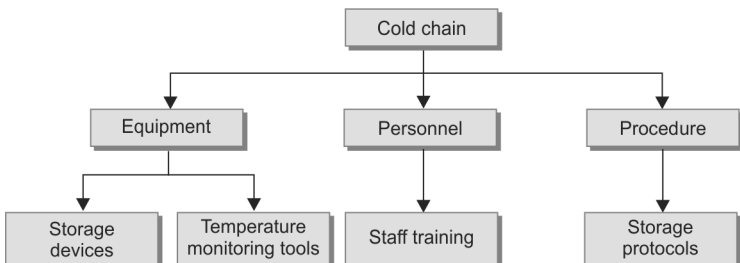 Cold chain
Equipment
Personnel
Procedure
Storage
devices
Temperature
monitoring tools
Staff training
Storage
protocols